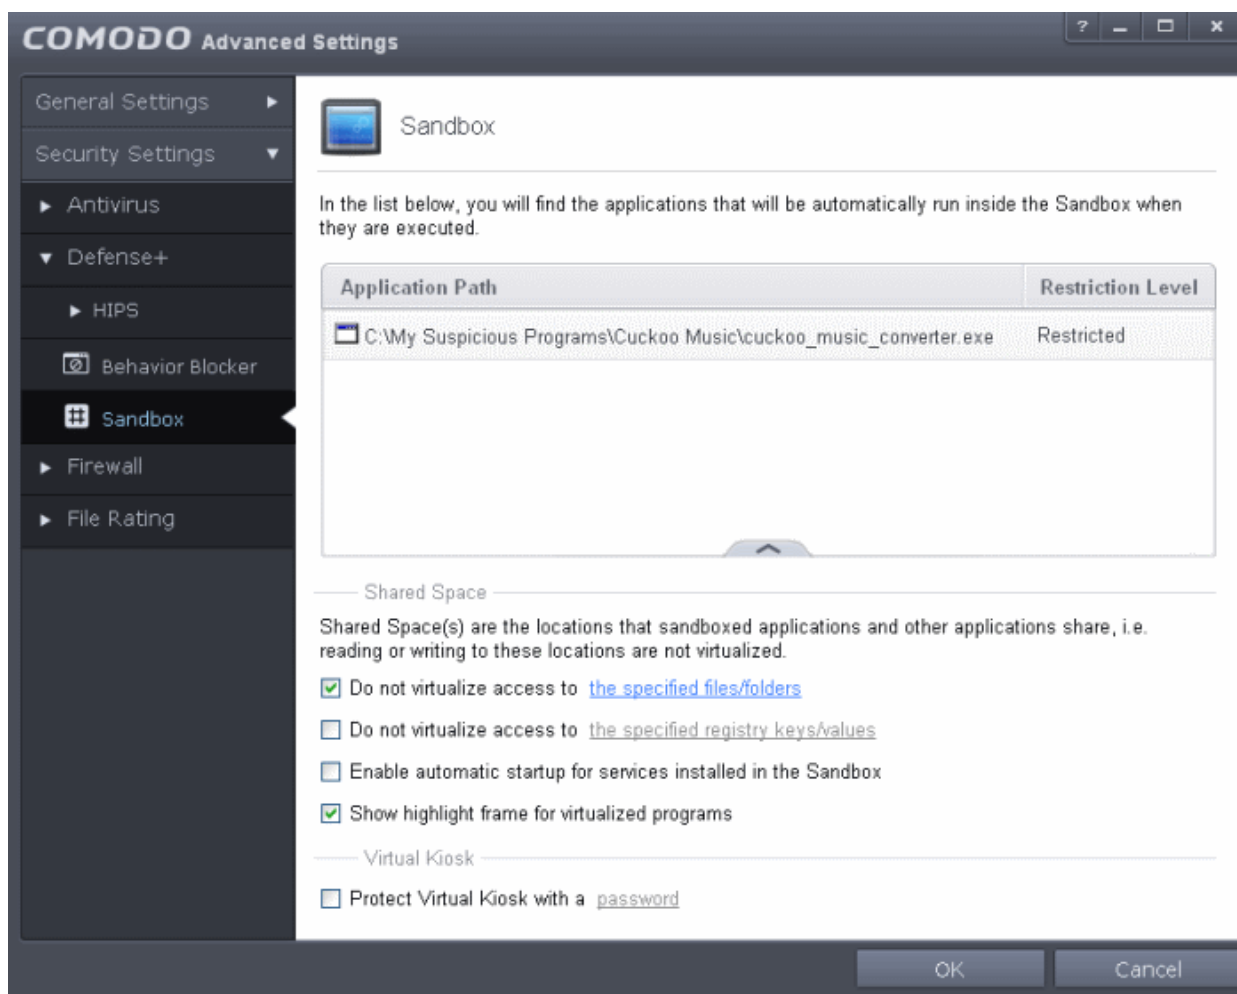 COMODO Advanced Settings
?
General Settings
Security Settings
Antivirus
Defense+
HIPS
Behavior Blocker
Sandbox
Firewall
File Rating
Sandbox
In the list below, you will find the applications that will be automatically run inside the Sandbox when
they are executed.
Application Path Restriction Level
C:\My Suspicious Programs\Cuckoo Music\cuckoo_music_converter.exe Restricted
Shared Space
Shared Space(s) are the locations that sandboxed applications and other applications share, i.e.
reading or writing to these locations are not virtualized.
Do not virtualize access to the specified files/folders
Do not virtualize access to the specified registry keys/values
Enable automatic startup for services installed in the Sandbox
Show highlight frame for virtualized programs
Virtual Kiosk
Protect Virtual Kiosk with a password
OK Cancel